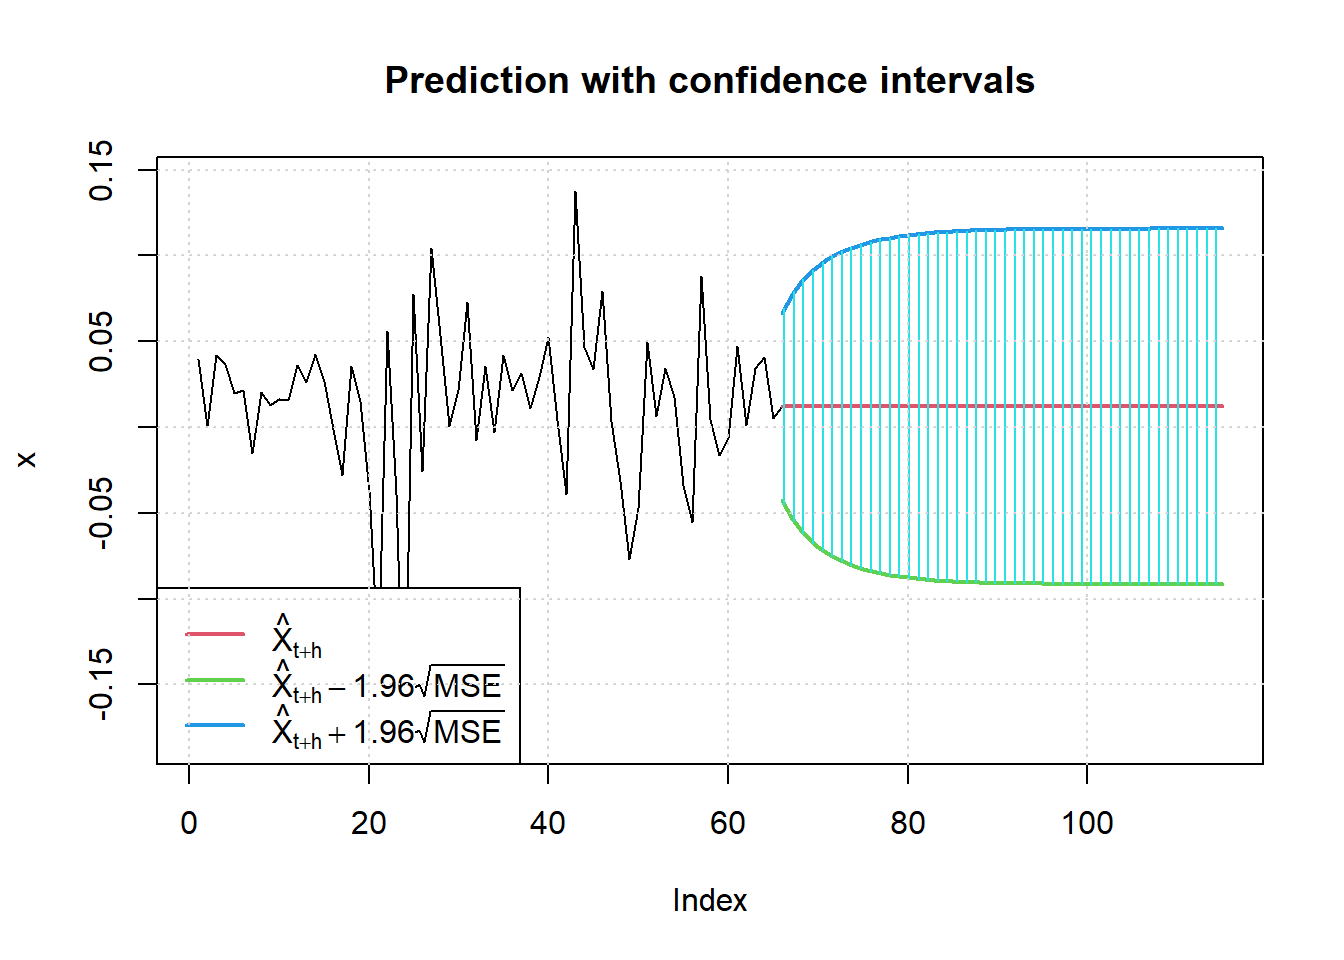 Prediction with confidence intervals
0.15
0.05
-0.05
-0.15
x
X̂t+h
X̂t+h − 1.96√MSE
X̂t+h + 1.96√MSE
0 20 40 60 80 100
Index